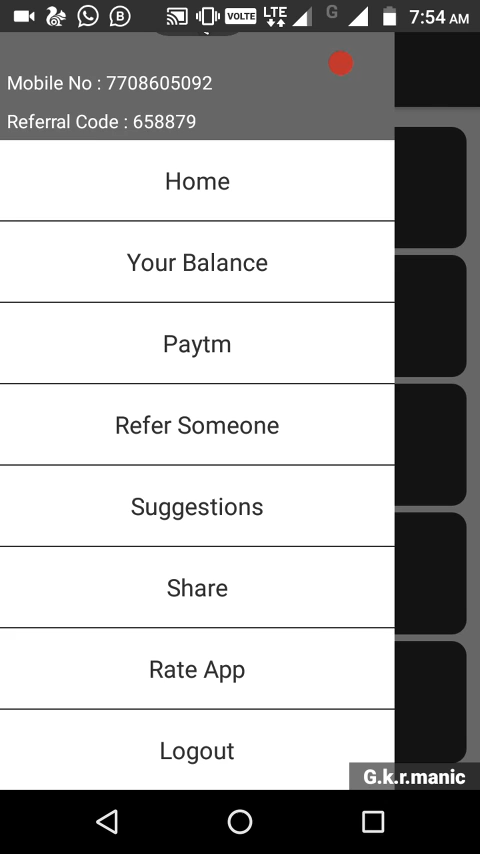 VOLTE LTE G 7:54 AM
Mobile No : 7708605092
Referral Code : 658879
Home
Your Balance
Paytm
Refer Someone
Suggestions
Share
Rate App
Logout
G.k.r.manic